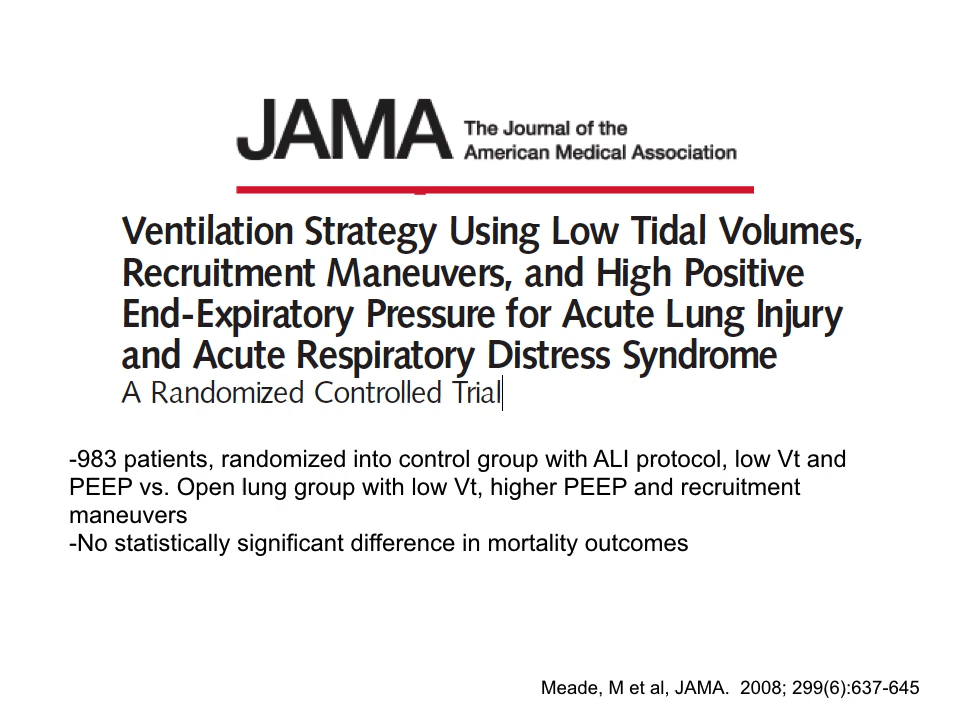 JAMA The Journal of the
American Medical Association
Ventilation Strategy Using Low Tidal Volumes,
Recruitment Maneuvers, and High Positive
End-Expiratory Pressure for Acute Lung Injury
and Acute Respiratory Distress Syndrome
A Randomized Controlled Trial
-983 patients, randomized into control group with ALI protocol, low Vt and
PEEP vs. Open lung group with low Vt, higher PEEP and recruitment
maneuvers
-No statistically significant difference in mortality outcomes
Meade, M et al, JAMA.  2008; 299(6):637-645